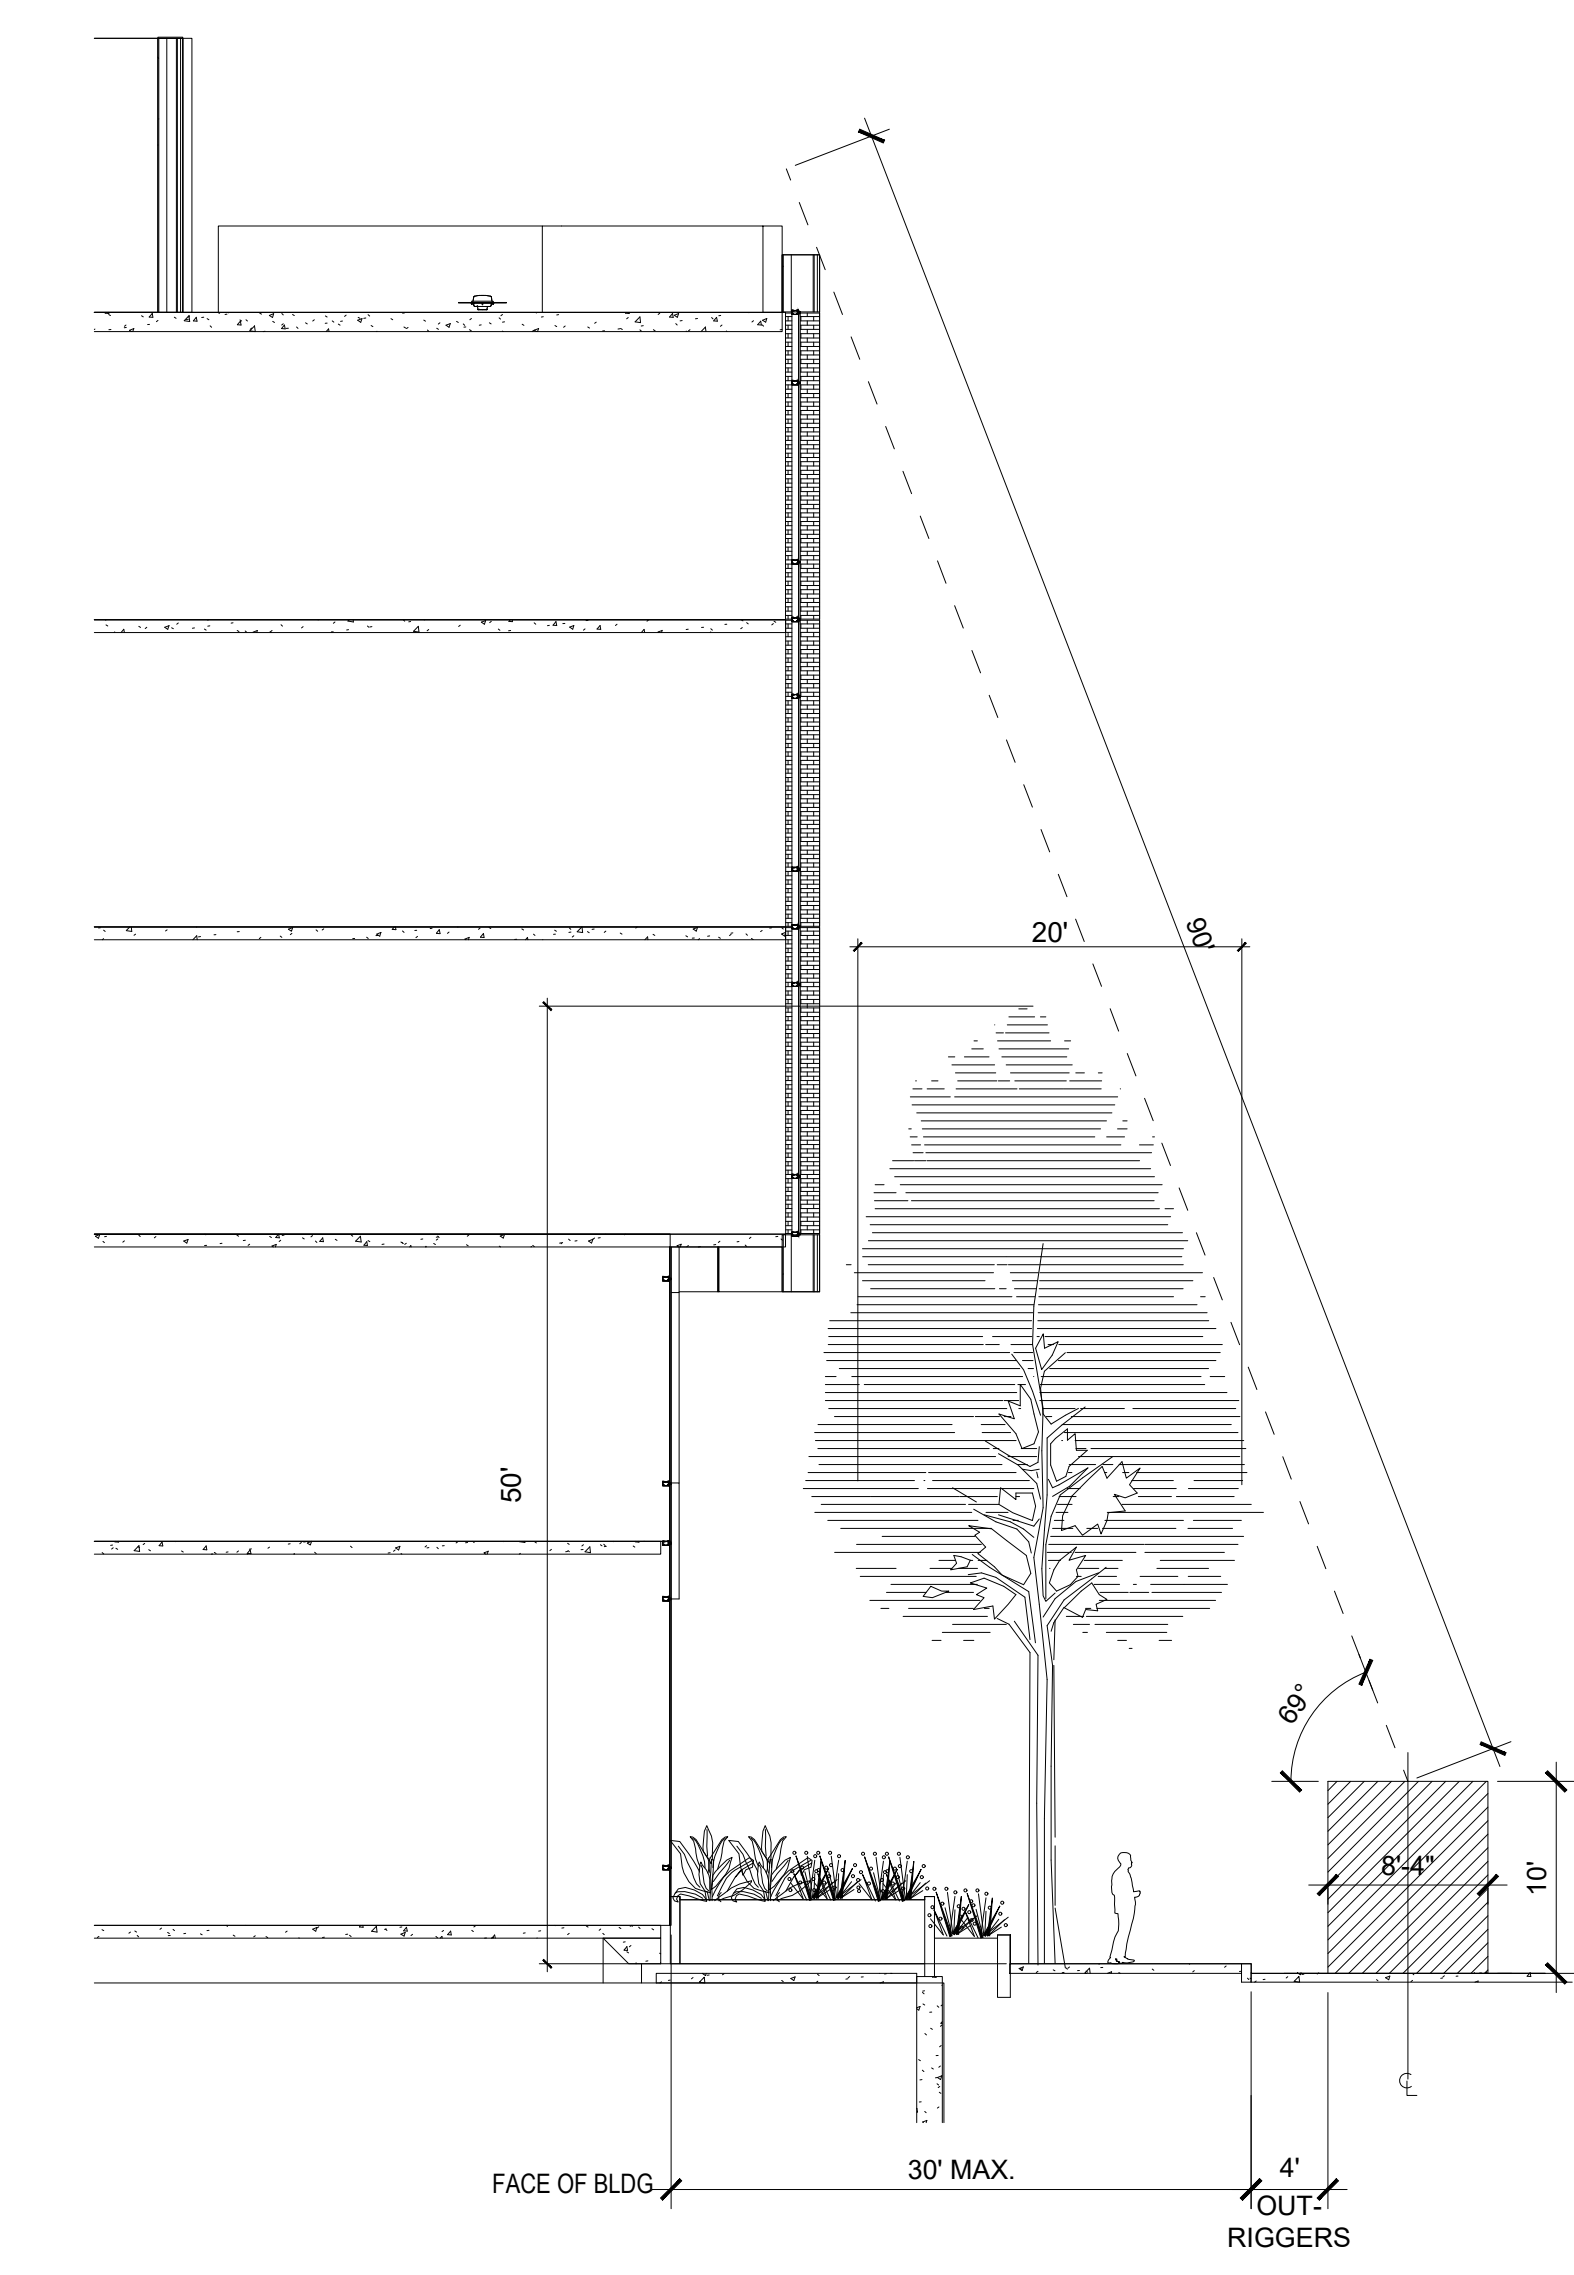 20'
90'
50'
69°
8'-4"
10'
℄
FACE OF BLDG
30' MAX.
4'
OUT-
RIGGERS